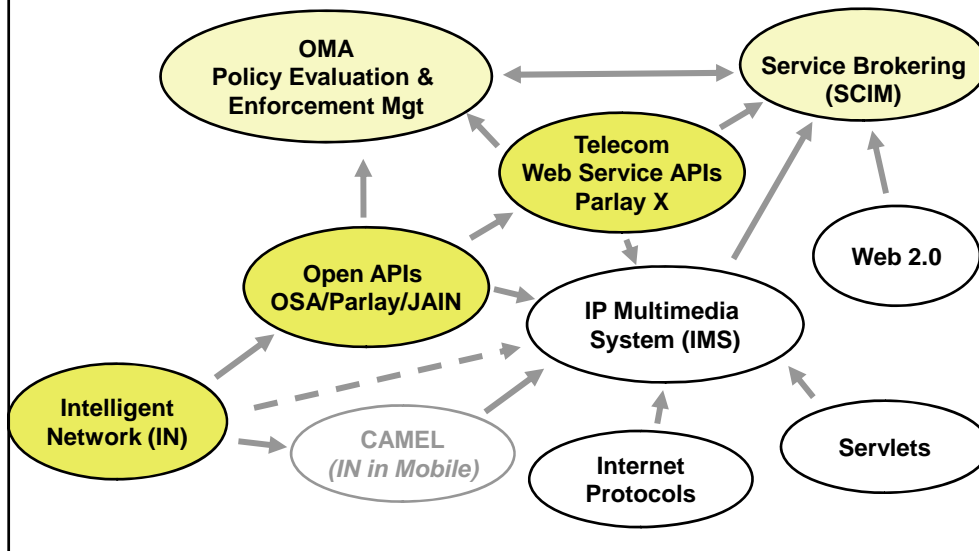 OMA
Policy Evaluation &
Enforcement Mgt
Service Brokering
(SCIM)
Telecom
Web Service APIs
Parlay X
Web 2.0
Open APIs
OSA/Parlay/JAIN
IP Multimedia
System (IMS)
Intelligent
Network (IN)
CAMEL
(IN in Mobile)
Internet
Protocols
Servlets